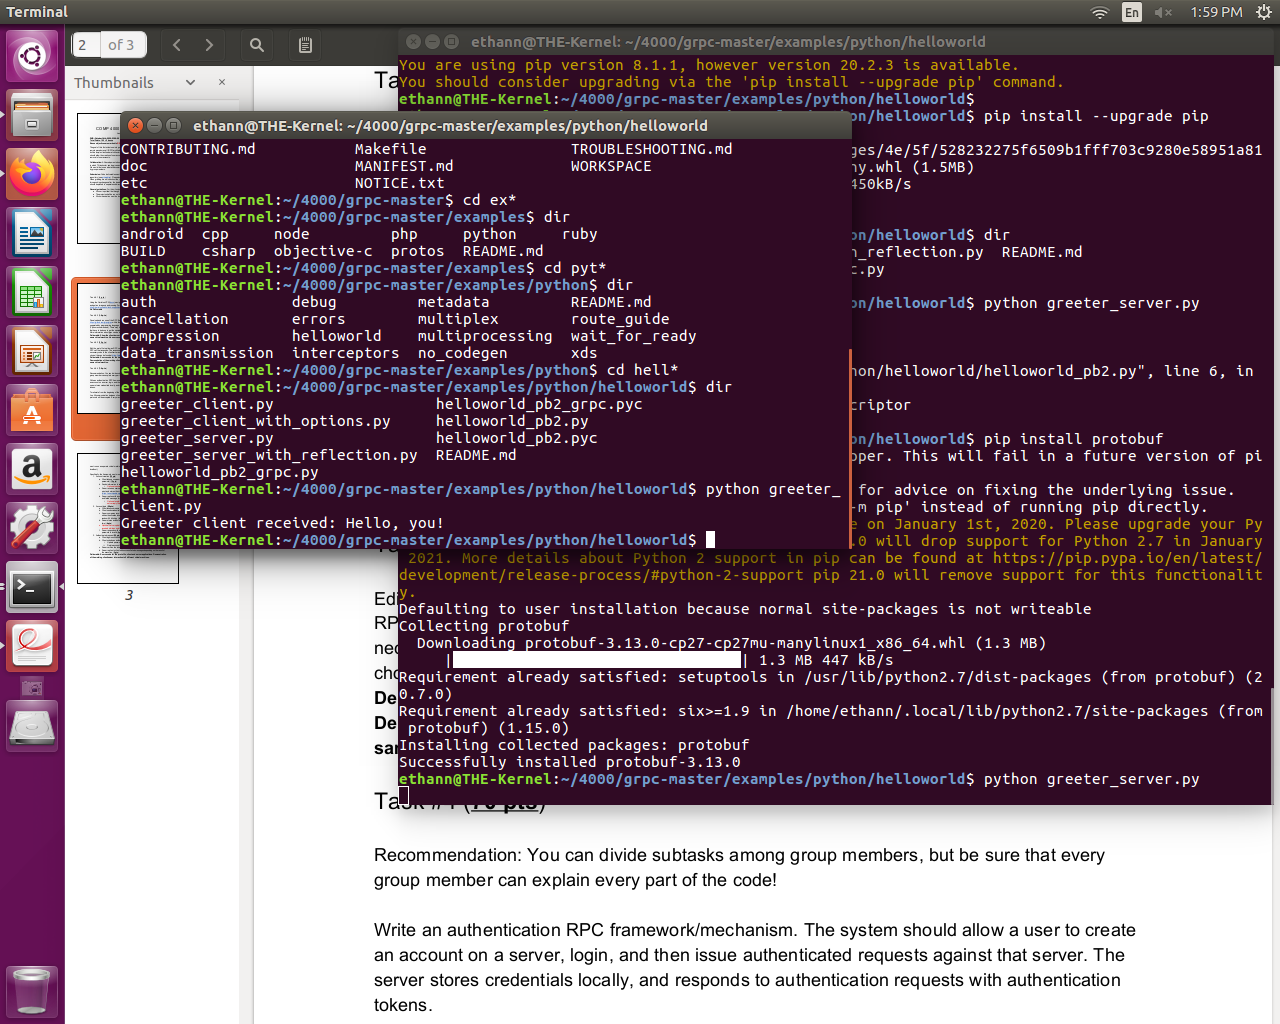 Terminal
En
1:59 PM
2 of 3
Thumbnails
3
ethann@THE-Kernel: ~/4000/grpc-master/examples/python/helloworld
You are using pip version 8.1.1, however version 20.2.3 is available.
You should consider upgrading via the 'pip install --upgrade pip' command.
ethann@THE-Kernel:~/4000/grpc-master/examples/python/helloworld$
on/helloworld$ pip install --upgrade pip
ges/4e/5f/528232275f6509b1fff703c9280e58951a81
ny.whl (1.5MB)
450kB/s
on/helloworld$ dir
n_reflection.py  README.md
c.py
on/helloworld$ python greeter_server.py
hon/helloworld/helloworld_pb2.py", line 6, in
criptor
on/helloworld$ pip install protobuf
pper. This will fail in a future version of pi
for advice on fixing the underlying issue.
-m pip' instead of running pip directly.
e on January 1st, 2020. Please upgrade your Py
.0 will drop support for Python 2.7 in January
2021. More details about Python 2 support in pip can be found at https://pip.pypa.io/en/latest/
development/release-process/#python-2-support pip 21.0 will remove support for this functionalit
y.
Defaulting to user installation because normal site-packages is not writeable
Collecting protobuf
Downloading protobuf-3.13.0-cp27-cp27mu-manylinux1_x86_64.whl (1.3 MB)
| | 1.3 MB 447 kB/s
Requirement already satisfied: setuptools in /usr/lib/python2.7/dist-packages (from protobuf) (2
0.7.0)
Requirement already satisfied: six>=1.9 in /home/ethann/.local/lib/python2.7/site-packages (from
protobuf) (1.15.0)
Installing collected packages: protobuf
Successfully installed protobuf-3.13.0
ethann@THE-Kernel:~/4000/grpc-master/examples/python/helloworld$ python greeter_server.py
ethann@THE-Kernel: ~/4000/grpc-master/examples/python/helloworld
CONTRIBUTING.md  Makefile  TROUBLESHOOTING.md
doc  MANIFEST.md  WORKSPACE
etc  NOTICE.txt
ethann@THE-Kernel:~/4000/grpc-master$ cd ex*
ethann@THE-Kernel:~/4000/grpc-master/examples$ dir
android  cpp  node  php  python  ruby
BUILD  csharp  objective-c  protos  README.md
ethann@THE-Kernel:~/4000/grpc-master/examples$ cd pyt*
ethann@THE-Kernel:~/4000/grpc-master/examples/python$ dir
auth  debug  metadata  README.md
cancellation  errors  multiplex  route_guide
compression  helloworld  multiprocessing  wait_for_ready
data_transmission  interceptors  no_codegen  xds
ethann@THE-Kernel:~/4000/grpc-master/examples/python$ cd hell*
ethann@THE-Kernel:~/4000/grpc-master/examples/python/helloworld$ dir
greeter_client.py  helloworld_pb2_grpc.pyc
greeter_client_with_options.py  helloworld_pb2.py
greeter_server.py  helloworld_pb2.pyc
greeter_server_with_reflection.py  README.md
helloworld_pb2_grpc.py
ethann@THE-Kernel:~/4000/grpc-master/examples/python/helloworld$ python greeter_
client.py
Greeter client received: Hello, you!
ethann@THE-Kernel:~/4000/grpc-master/examples/python/helloworld$
Recommendation: You can divide subtasks among group members, but be sure that every
group member can explain every part of the code!
Write an authentication RPC framework/mechanism. The system should allow a user to create
an account on a server, login, and then issue authenticated requests against that server. The
server stores credentials locally, and responds to authentication requests with authentication
tokens.